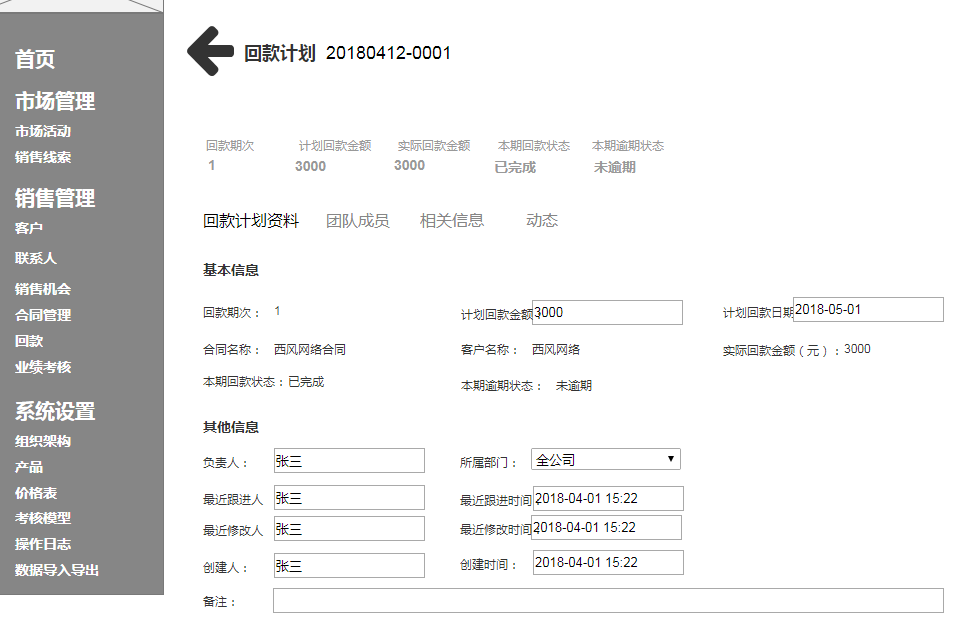 首页
市场管理
市场活动
销售线索
销售管理
客户
联系人
销售机会
合同管理
回款
业绩考核
系统设置
组织架构
产品
价格表
考核模型
操作日志
数据导入导出
回款计划 20180412-0001
回款期次 计划回款金额 实际回款金额 本期回款状态 本期逾期状态
1 3000 3000 已完成 未逾期
回款计划资料 团队成员 相关信息 动态
基本信息
回款期次： 1 计划回款金额 3000 计划回款日期 2018-05-01
合同名称： 西风网络合同 客户名称： 西风网络 实际回款金额（元）：3000
本期回款状态：已完成 本期逾期状态： 未逾期
其他信息
负责人： 张三 所属部门： 全公司
最近跟进人 张三 最近跟进时间 2018-04-01 15:22
最近修改人 张三 最近修改时间 2018-04-01 15:22
创建人： 张三 创建时间： 2018-04-01 15:22
备注：